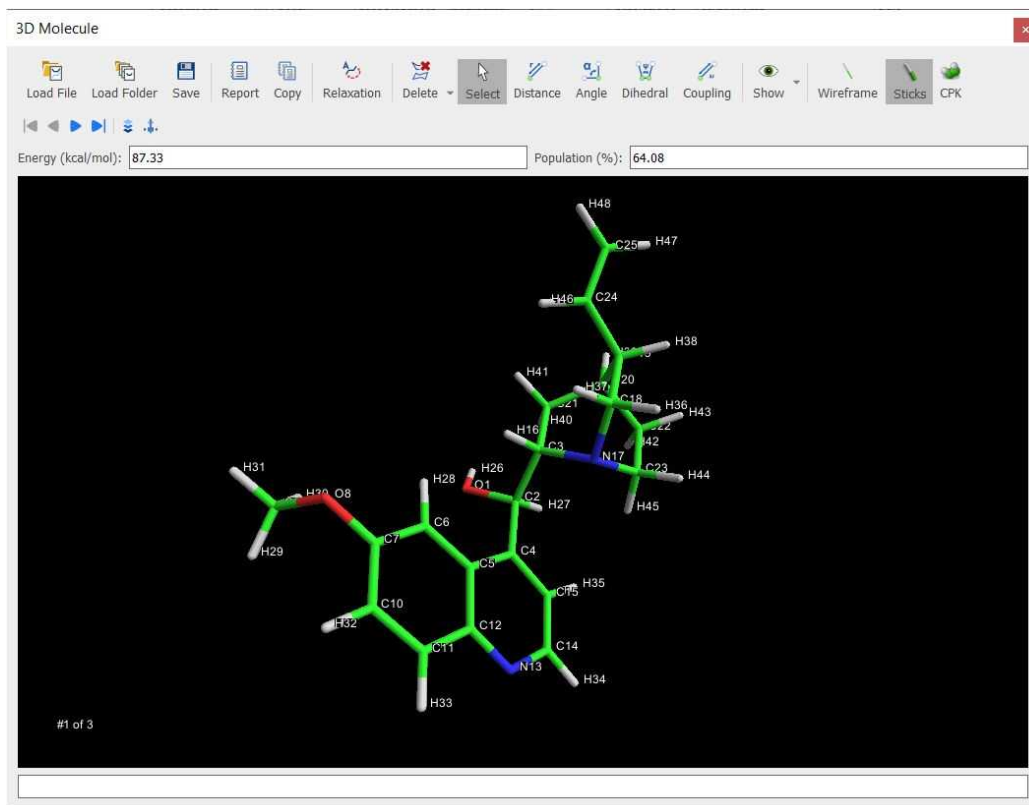 3D Molecule
Load File Load Folder Save Report Copy Relaxation Delete Select Distance Angle Dihedral Coupling Show Wireframe Sticks CPK
Energy (kcal/mol): 87.33 Population (%): 64.08
H48
C25 H47
H46 C24
H38
H41 H37 20
C21 C18 H36 H43
H40 C22
H16 H42
C3 N17
H26 C23
H31 H28 O1 H44
O8 C2
H27 H45
C6
C7 C4
H29 C5
H35
C15
C10
H32 C12
C11 C14
N13
H34
H33
#1 of 3